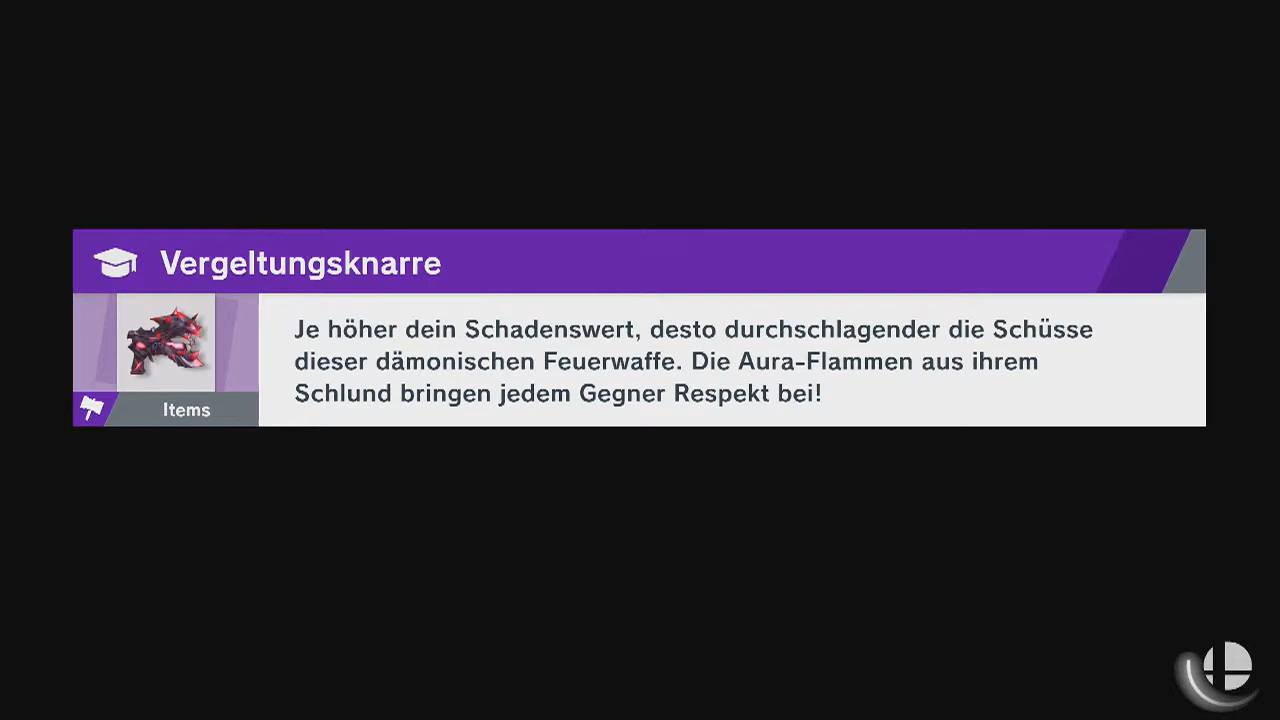 Vergeltungsknarre
Je höher dein Schadenswert, desto durchschlagender die Schüsse
dieser dämonischen Feuerwaffe. Die Aura-Flammen aus ihrem
Schlund bringen jedem Gegner Respekt bei!
Items